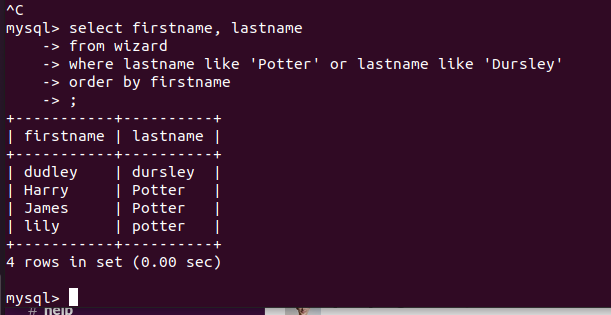 ^C
mysql> select firstname, lastname
    -> from wizard
    -> where lastname like 'Potter' or lastname like 'Dursley'
    -> order by firstname
    -> ;
+-----------+----------+
| firstname | lastname |
+-----------+----------+
| dudley    | dursley  |
| Harry     | Potter   |
| James     | Potter   |
| lily      | potter   |
+-----------+----------+
4 rows in set (0.00 sec)

mysql>
# help